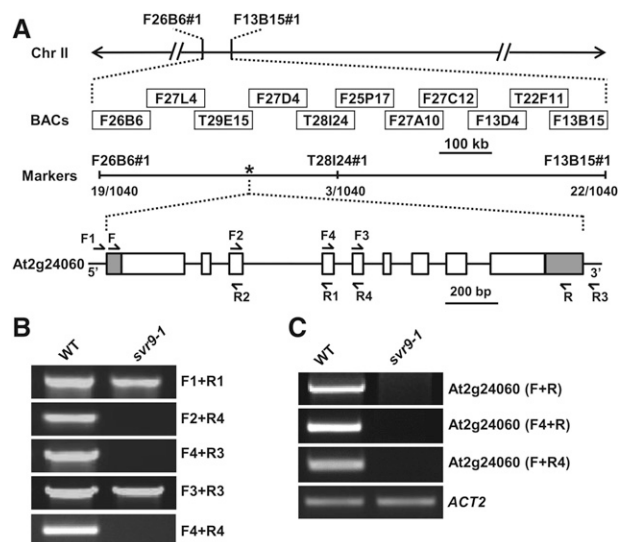 A
F26B6#1 F13B15#1
Chr II
F27L4 F27D4 F25P17 F27C12 T22F11
BACs F26B6 T29E15 T28I24 F27A10 F13D4 F13B15
100 kb
F26B6#1 T28I24#1 F13B15#1
Markers *
19/1040 3/1040 22/1040
F1 F F2 F4 F3
At2g24060
5' 3'
R2 R1 R4 R R3
200 bp
B
WT svr9-1
F1+R1
F2+R4
F4+R3
F3+R3
F4+R4
C
WT svr9-1
At2g24060 (F+R)
At2g24060 (F4+R)
At2g24060 (F+R4)
ACT2